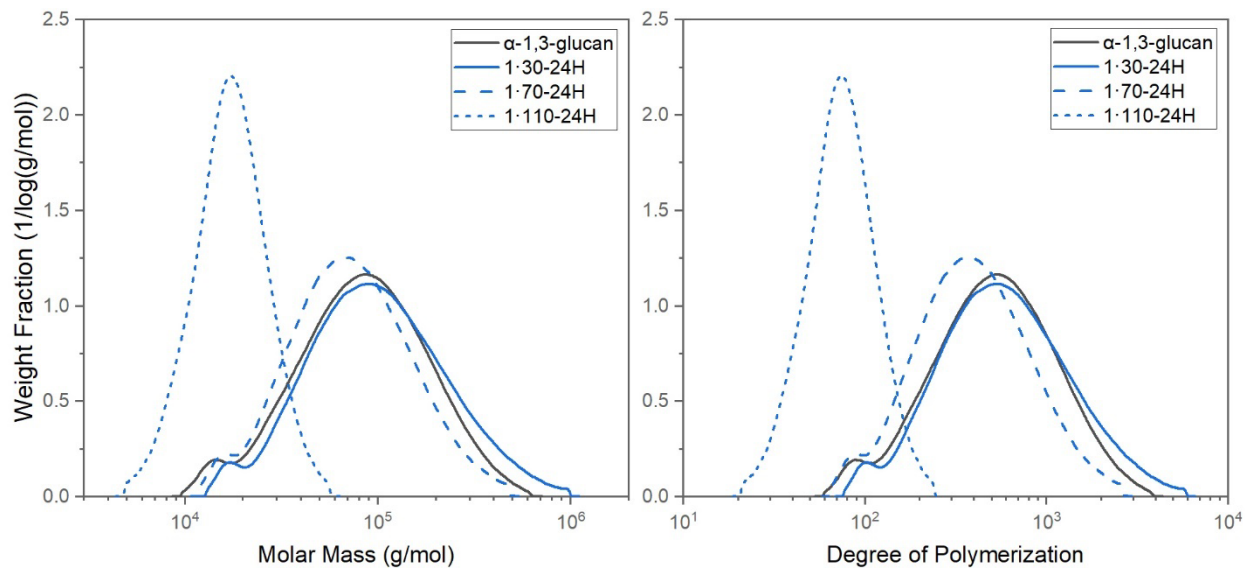 2.5
2.0
1.5
1.0
0.5
0.0
Weight Fraction (1/log(g/mol))
α-1,3-glucan
1·30-24H
1·70-24H
1·110-24H
10⁴
10⁵
10⁶
Molar Mass (g/mol)
2.5
2.0
1.5
1.0
0.5
0.0
α-1,3-glucan
1·30-24H
1·70-24H
1·110-24H
10¹
10²
10³
10⁴
Degree of Polymerization